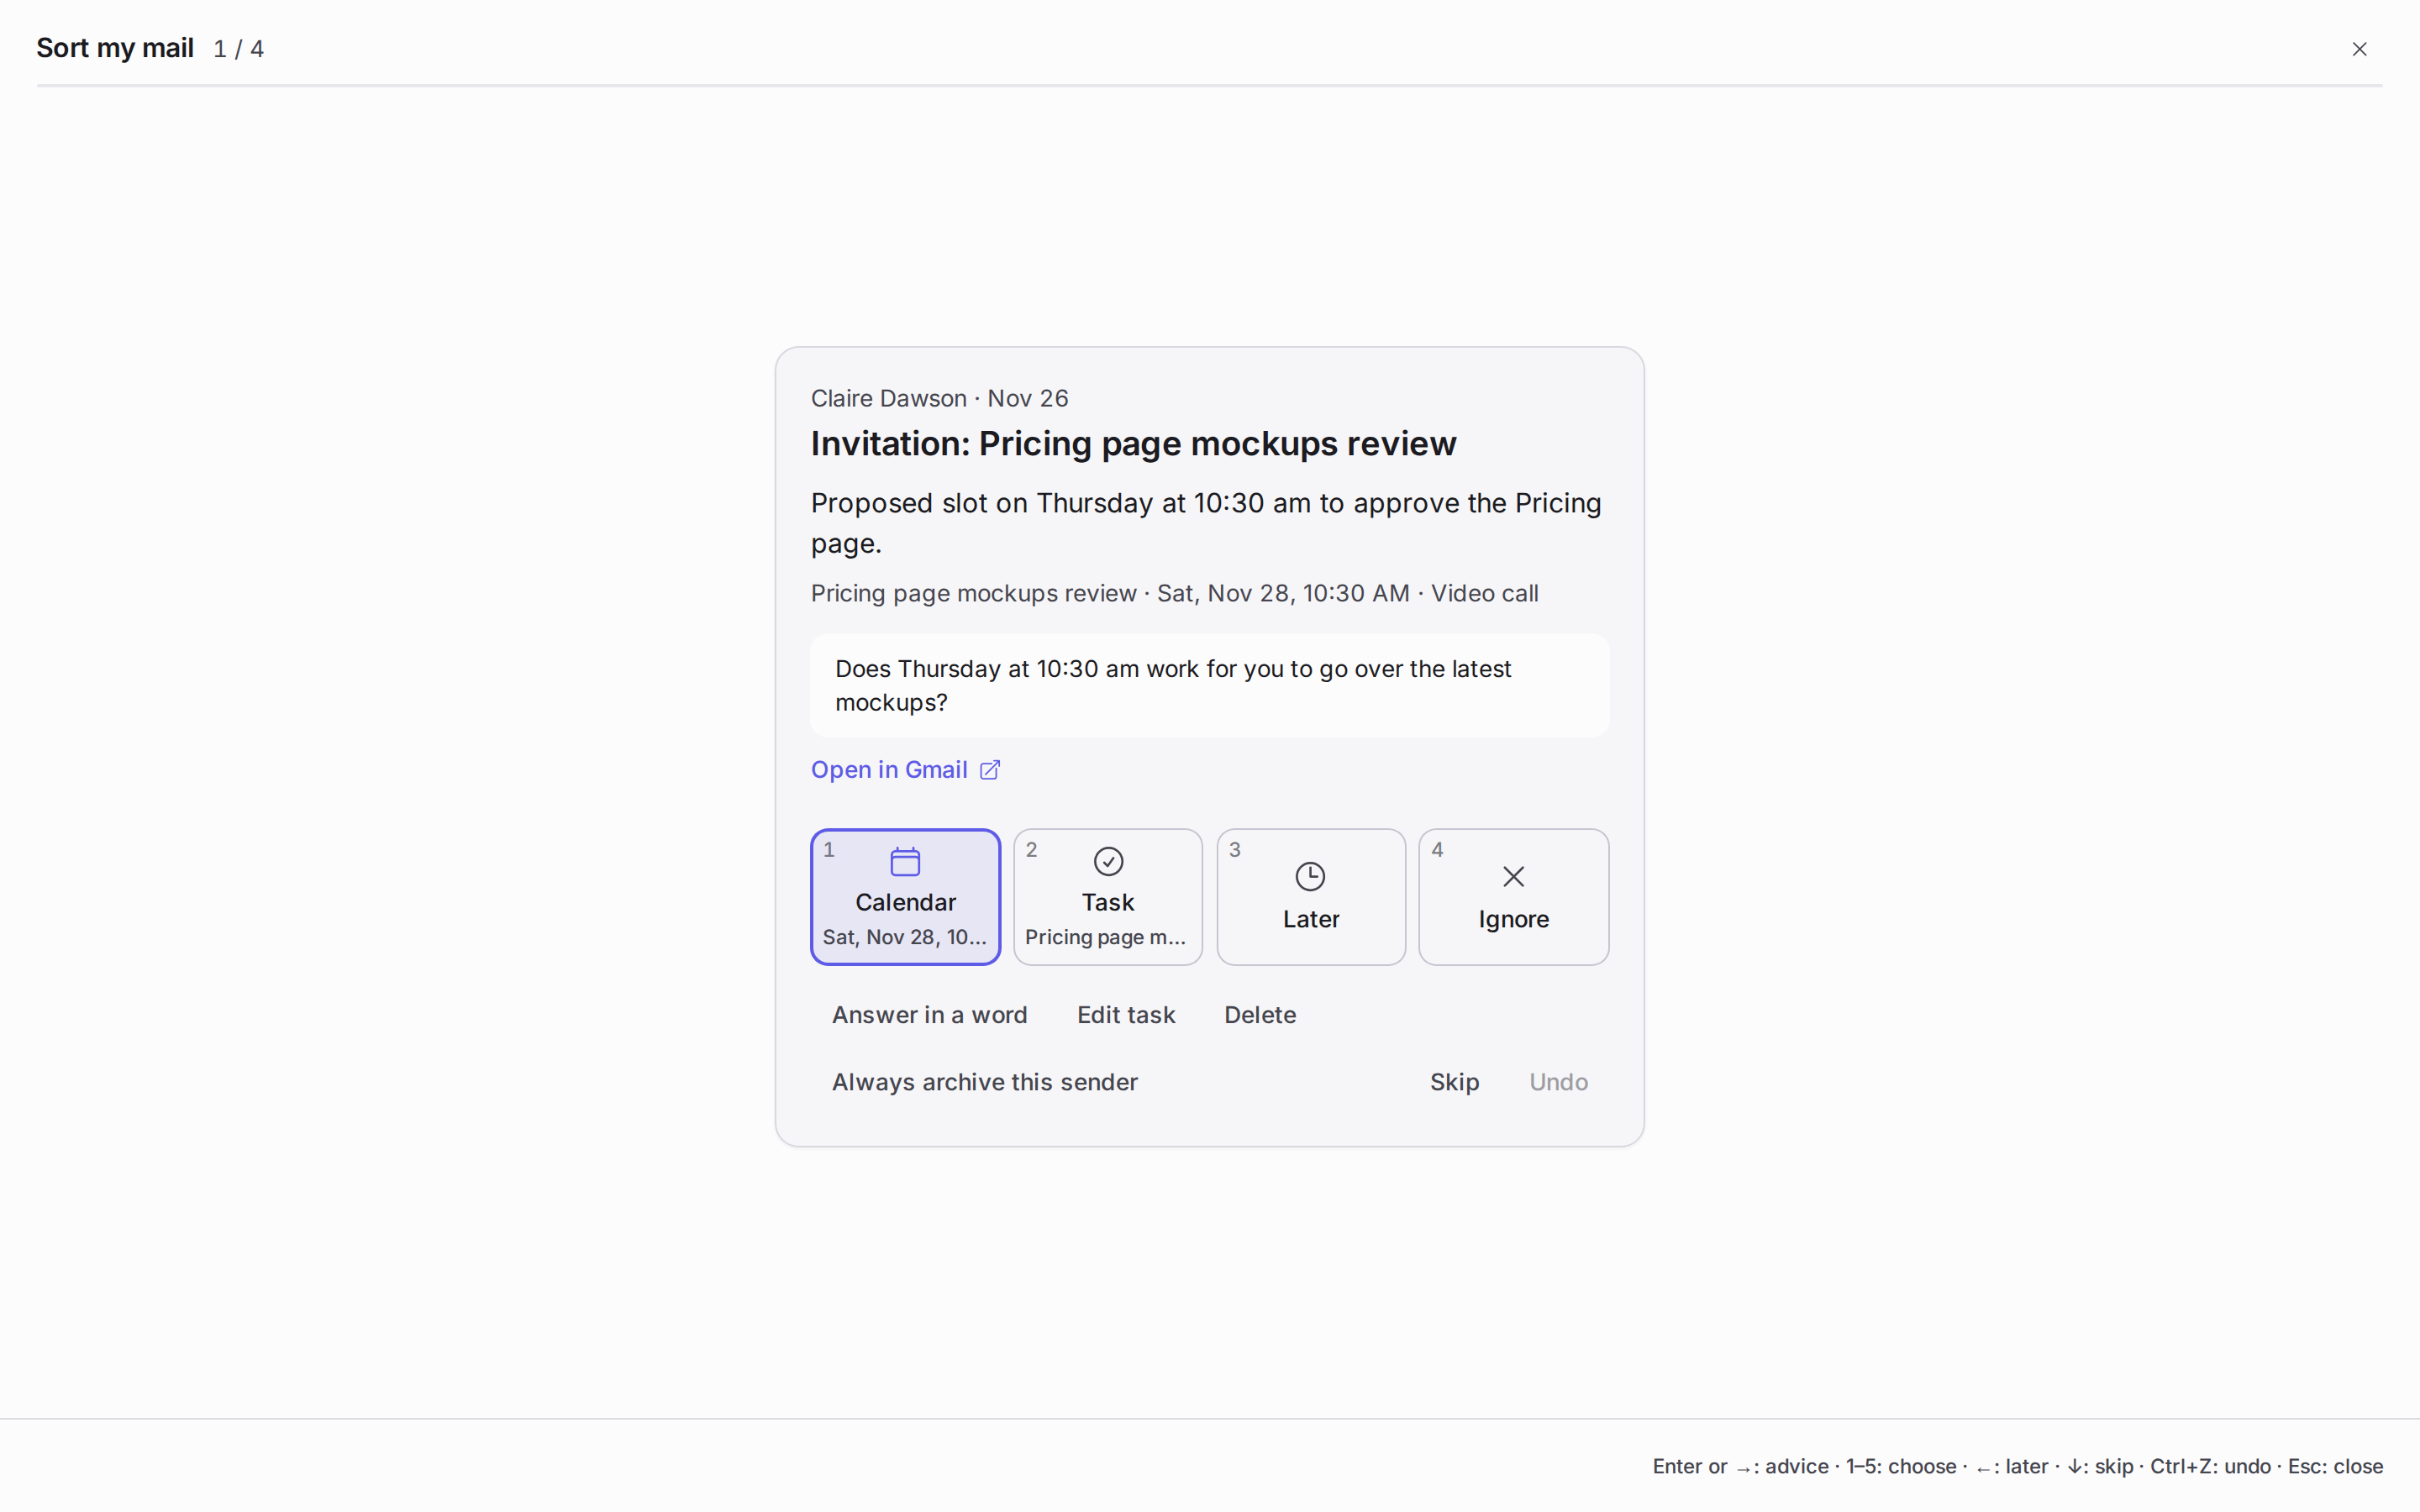 Sort my mail 1 / 4
Claire Dawson · Nov 26
Invitation: Pricing page mockups review
Proposed slot on Thursday at 10:30 am to approve the Pricing
page.
Pricing page mockups review · Sat, Nov 28, 10:30 AM · Video call
Does Thursday at 10:30 am work for you to go over the latest
mockups?
Open in Gmail
1 Calendar Sat, Nov 28, 10...
2 Task Pricing page m...
3 Later
4 Ignore
Answer in a word Edit task Delete
Always archive this sender Skip Undo
Enter or →: advice · 1–5: choose · ←: later · ↓: skip · Ctrl+Z: undo · Esc: close